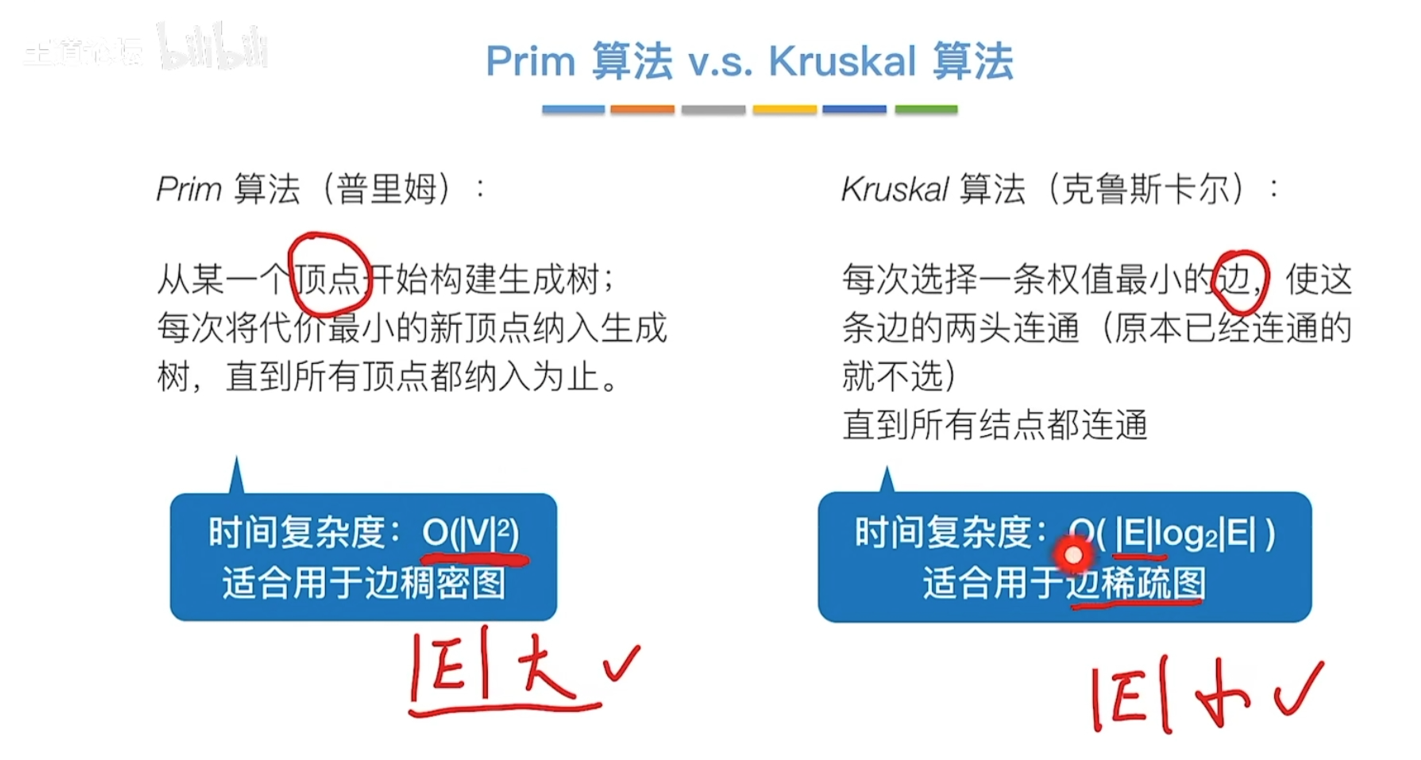 bilibili
Prim 算法 v.s. Kruskal 算法
Prim 算法（普里姆）：
从某一个顶点开始构建生成树；
每次将代价最小的新顶点纳入生成
树，直到所有顶点都纳入为止。
时间复杂度：O(|V|²)
适合用于边稠密图
|E| 大 ✓
Kruskal 算法（克鲁斯卡尔）：
每次选择一条权值最小的边，使这
条边的两头连通（原本已经连通的
就不选）
直到所有结点都连通
时间复杂度：O( |E|log₂|E| )
适合用于边稀疏图
|E| 小 ✓